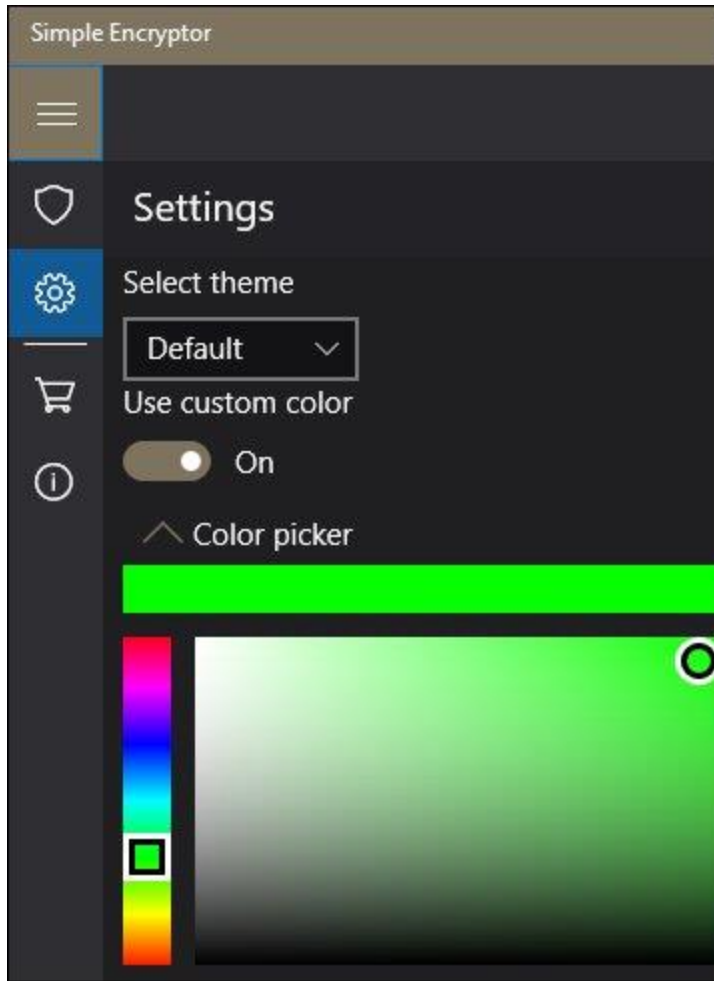 Simple Encryptor
Settings
Select theme
Default
Use custom color
On
Color picker